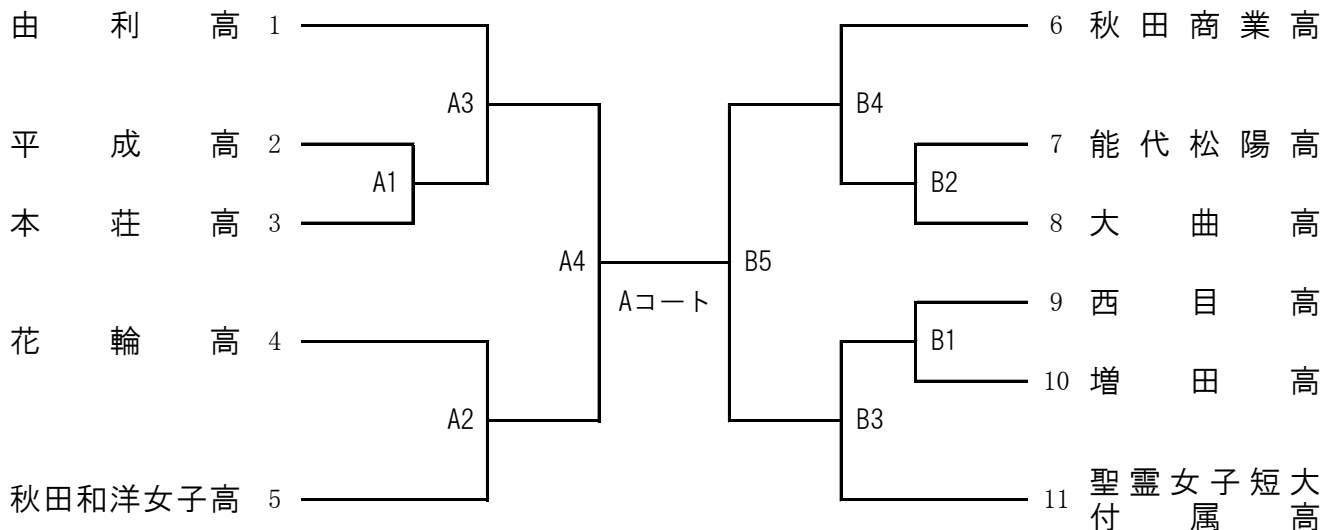 由利高 1
A3
平成高 2
A1
本荘高 3
A4
花輪高 4
A2
秋田和洋女子高 5
Aコート
6 秋田商業高
B4
7 能代松陽高
B2
8 大曲高
B5
9 西目高
B1
10 増田高
B3
11 聖霊女子短大
付属高